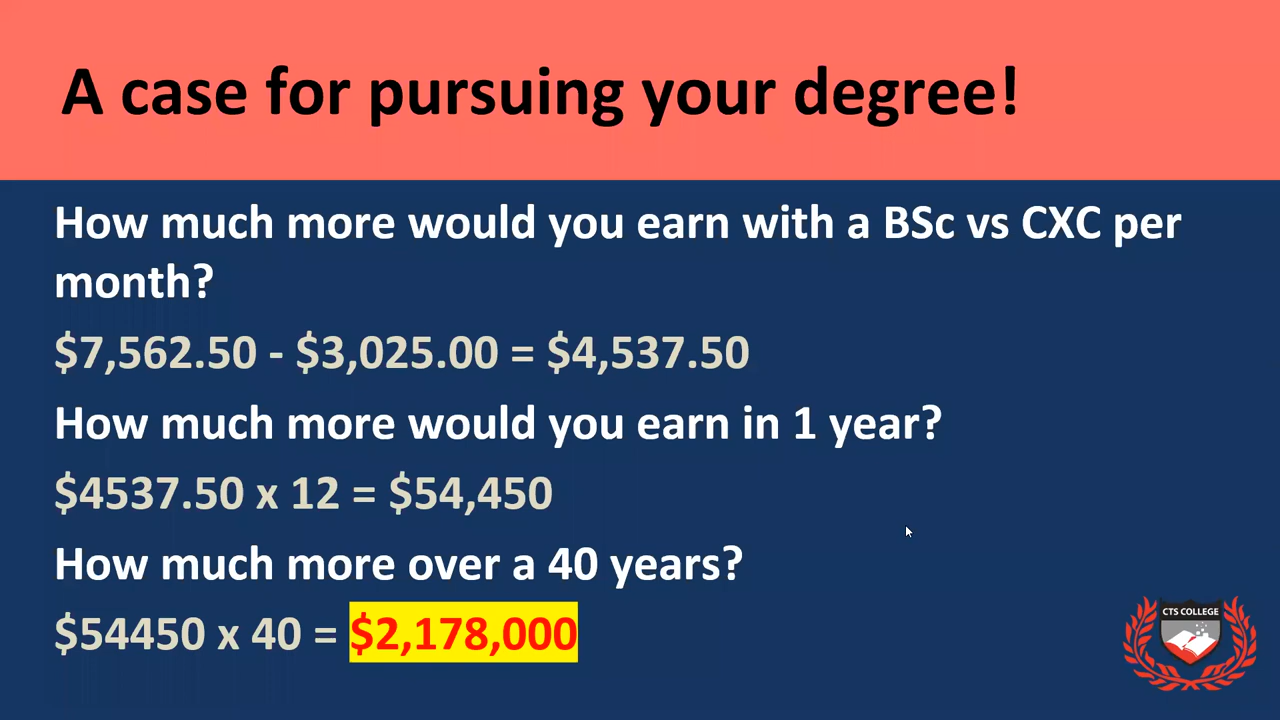 A case for pursuing your degree!
How much more would you earn with a BSc vs CXC per
month?
$7,562.50 - $3,025.00 = $4,537.50
How much more would you earn in 1 year?
$4537.50 x 12 = $54,450
How much more over a 40 years?
$54450 x 40 = $2,178,000
CTS COLLEGE